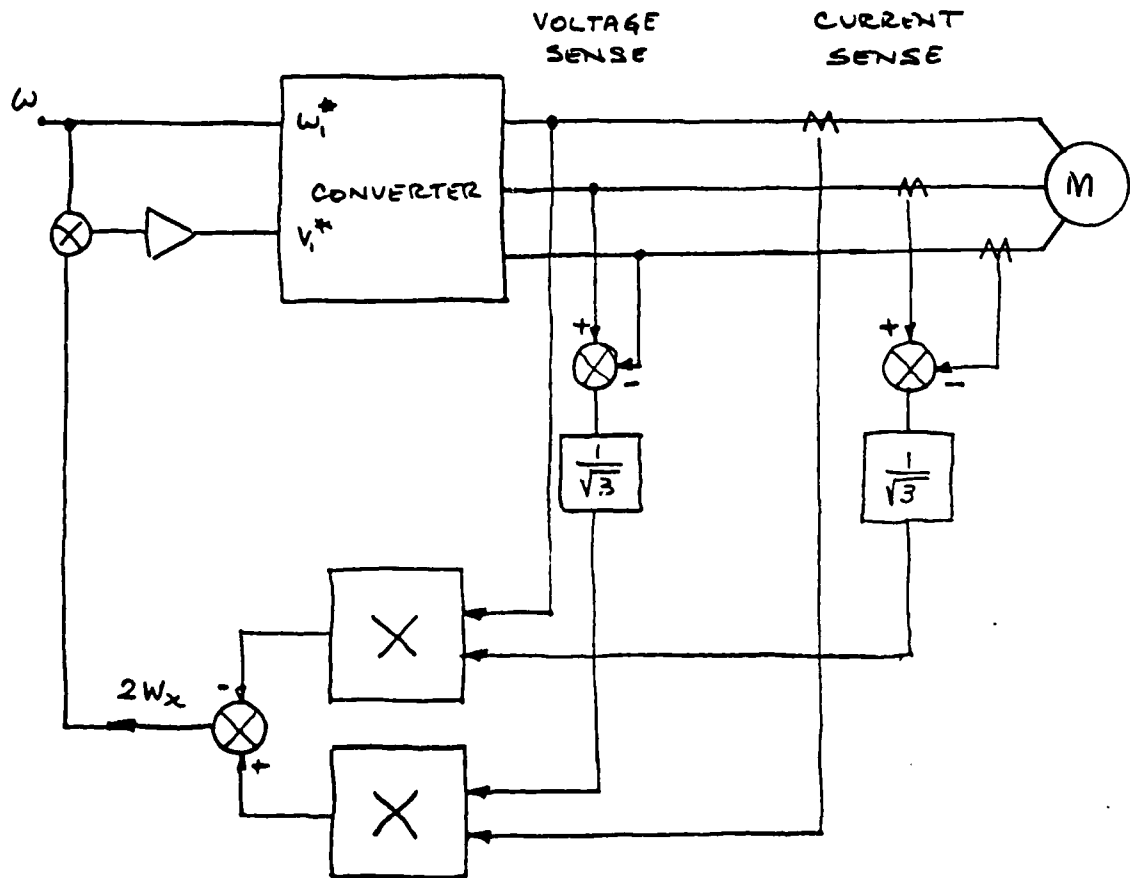 VOLTAGE
SENSE
CURRENT
SENSE
ω
ω₁*
CONVERTER
V₁*
M
+
-
+
-
1
√3
1
√3
X
2Wx
-
+
X